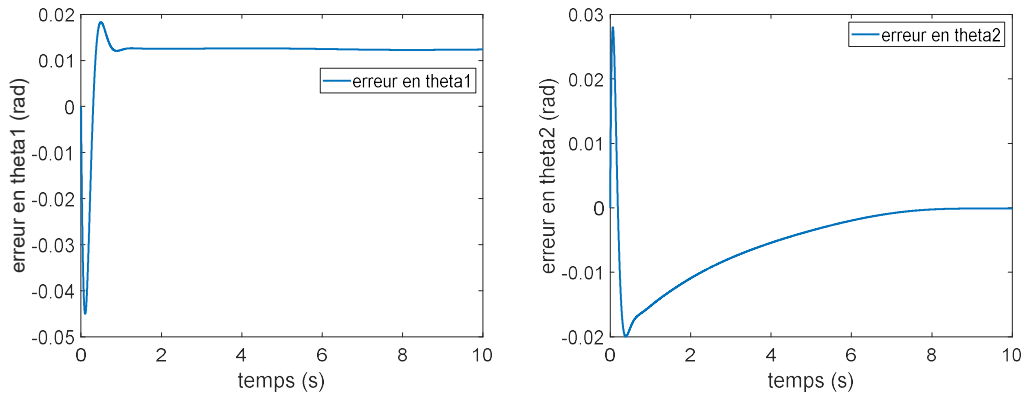 0.02
0.01
0
-0.01
-0.02
-0.03
-0.04
-0.05
erreur en theta1 (rad)
erreur en theta1
0 2 4 6 8 10
temps (s)
0.03
0.02
0.01
0
-0.01
-0.02
erreur en theta2 (rad)
erreur en theta2
0 2 4 6 8 10
temps (s)